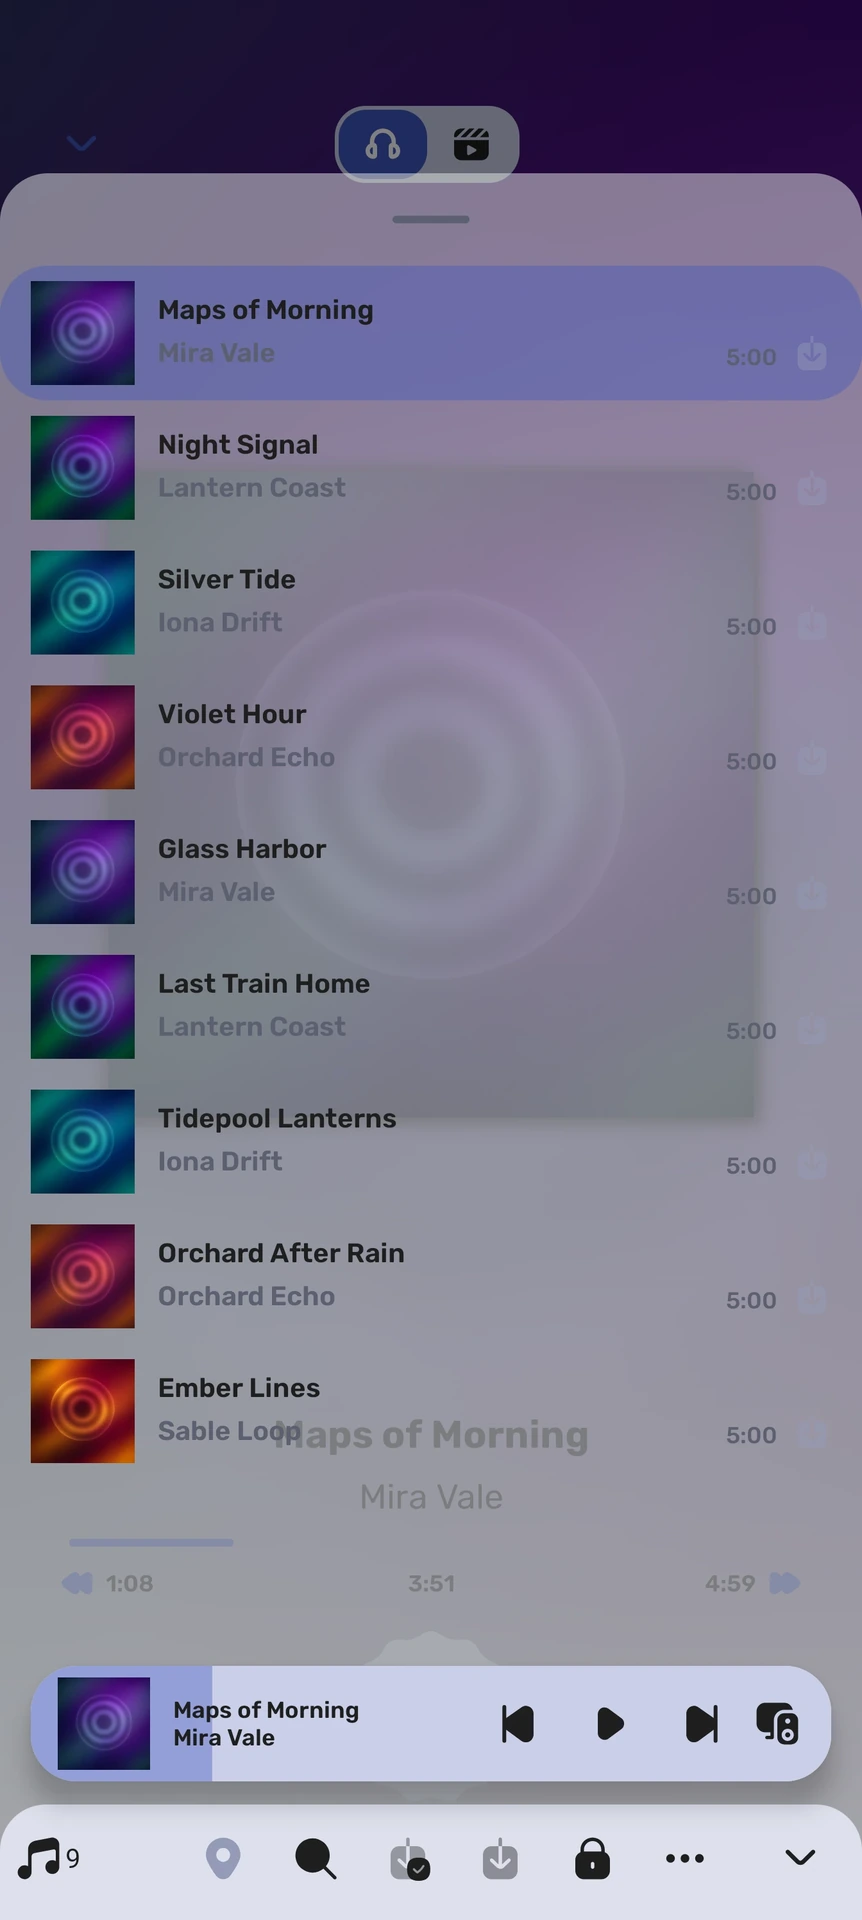 Maps of Morning
Mira Vale
5:00
Night Signal
Lantern Coast
5:00
Silver Tide
Iona Drift
5:00
Violet Hour
Orchard Echo
5:00
Glass Harbor
Mira Vale
5:00
Last Train Home
Lantern Coast
5:00
Tidepool Lanterns
Iona Drift
5:00
Orchard After Rain
Orchard Echo
5:00
Ember Lines
Sable Loop
5:00
Maps of Morning
Mira Vale
1:08 3:51 4:59
Maps of Morning
Mira Vale
9